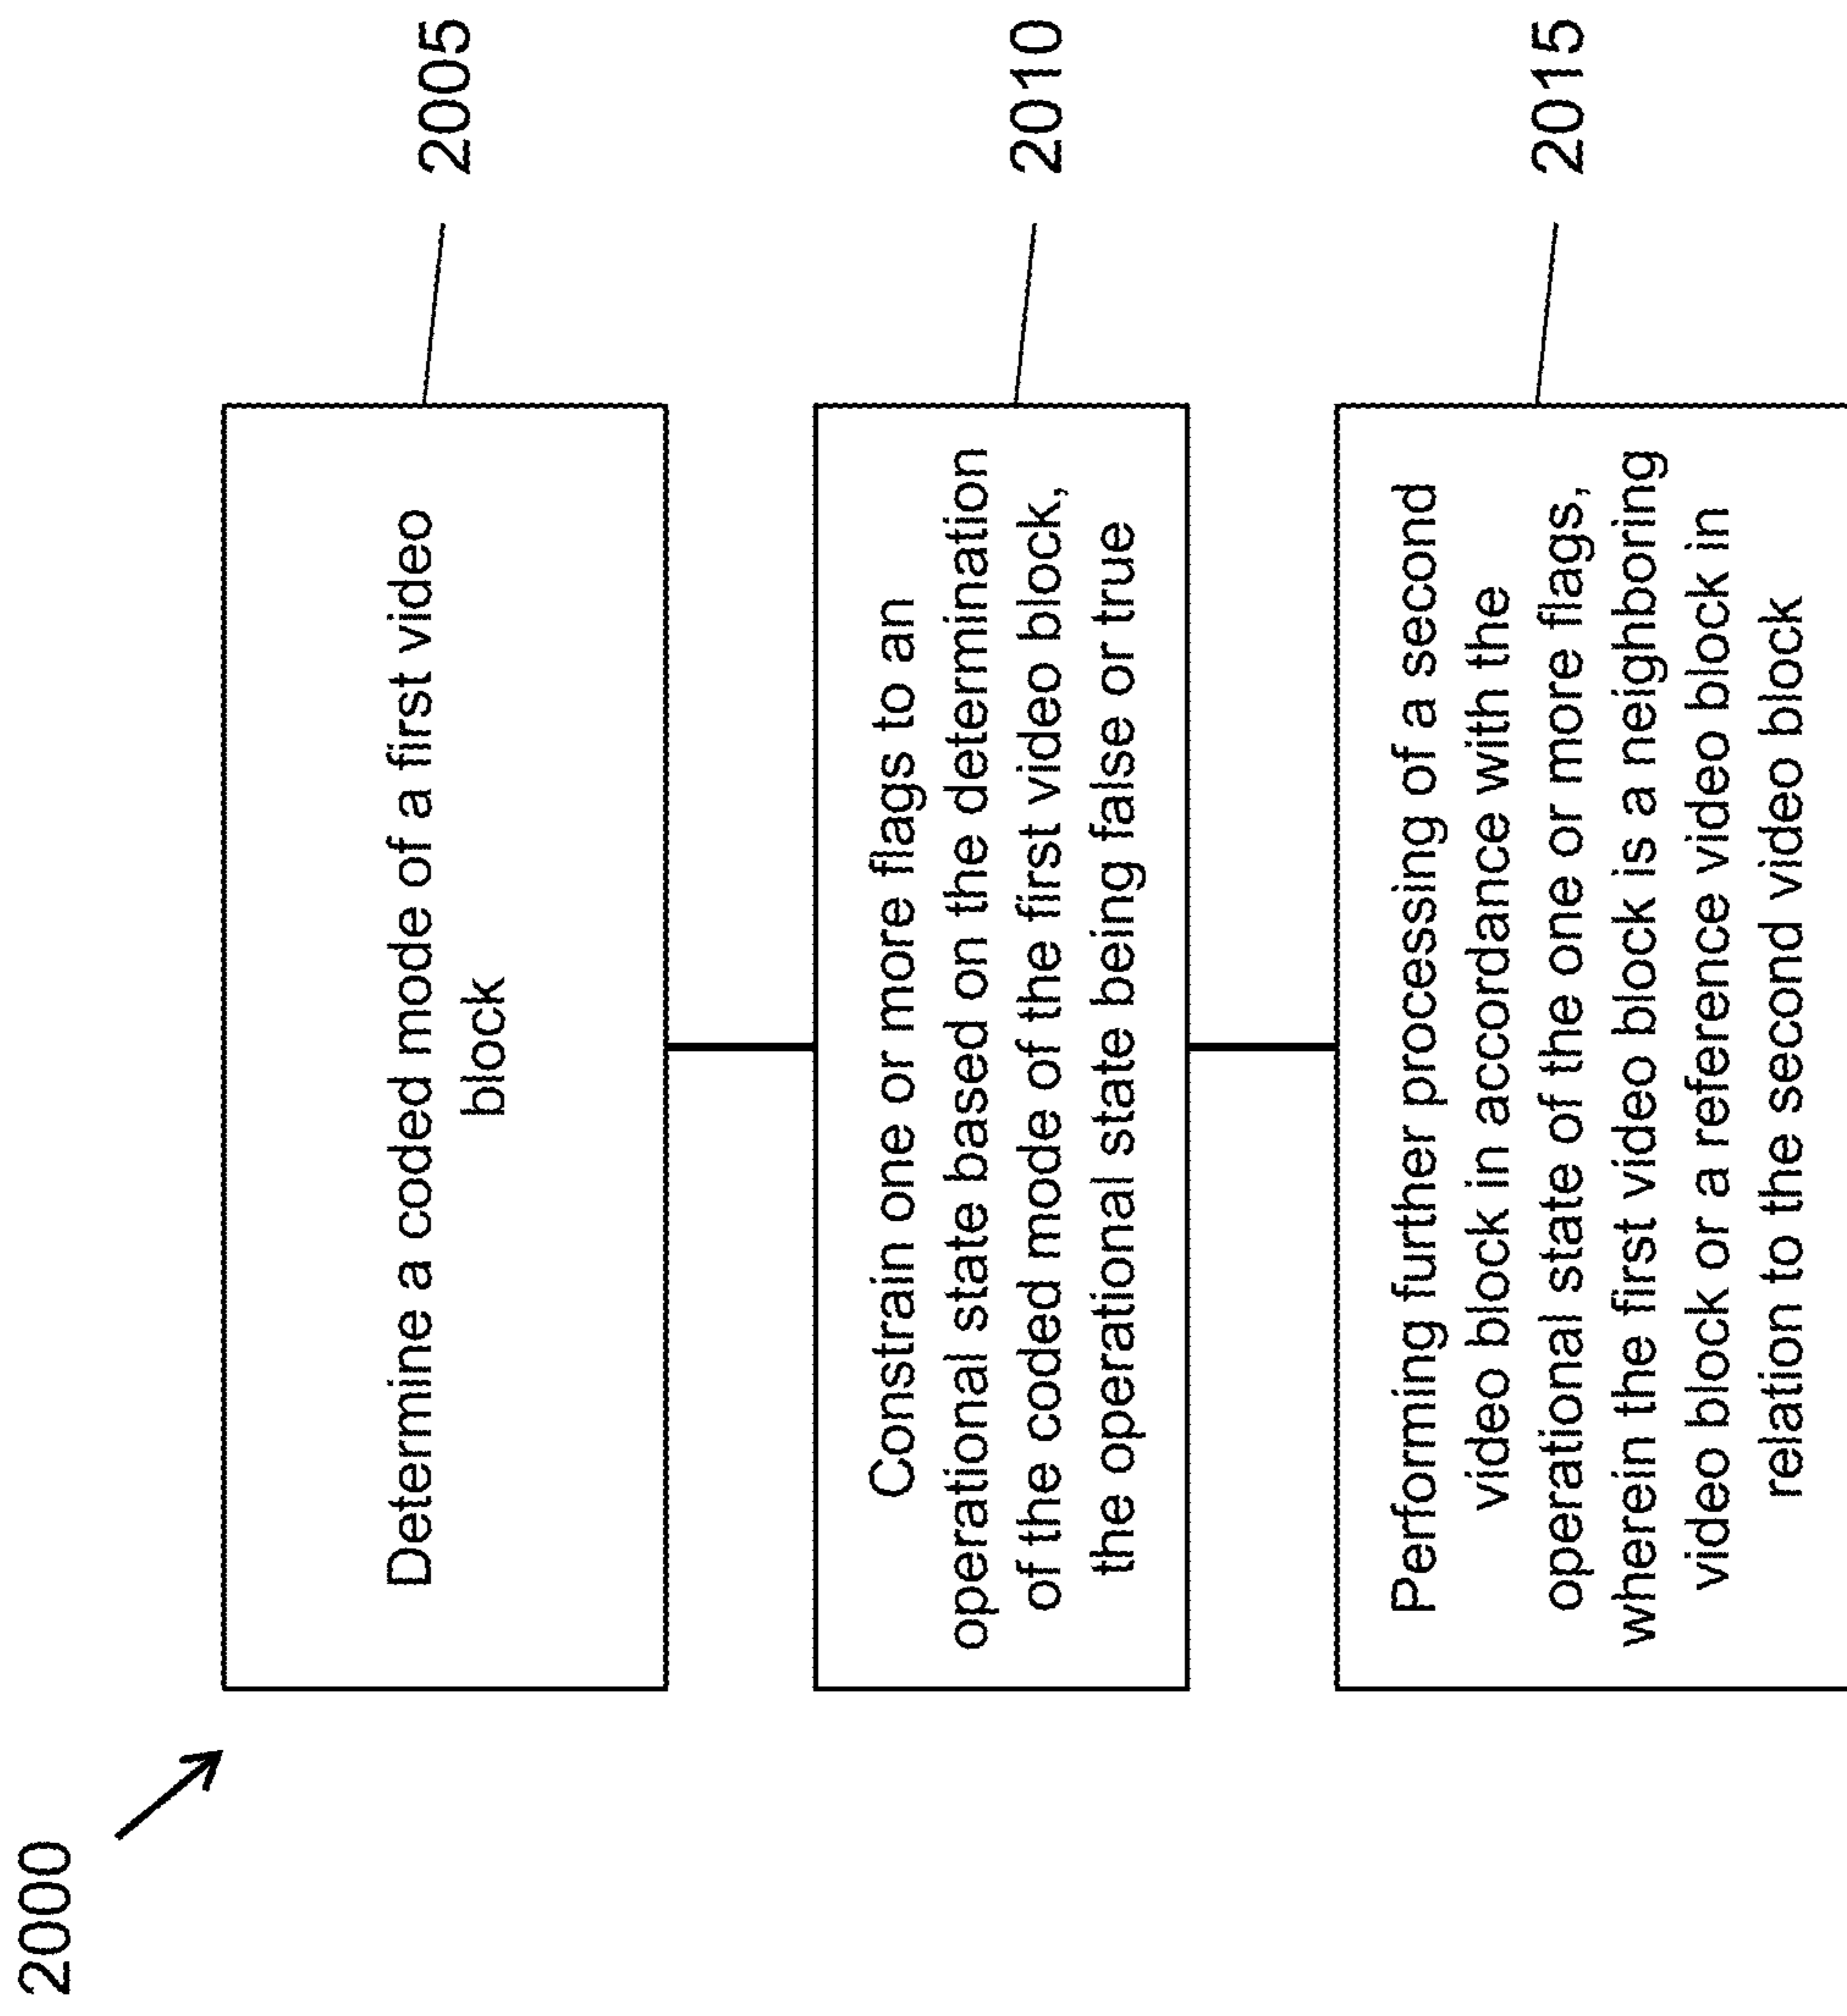 2000
Determine a coded mode of a first video
block
2005
Constrain one or more flags to an
operational state based on the determination
of the coded mode of the first video block,
the operational state being false or true
2010
Performing further processing of a second
video block in accordance with the
operational state of the one or more flags,
wherein the first video block is a neighboring
video block or a reference video block in
relation to the second video block
2015